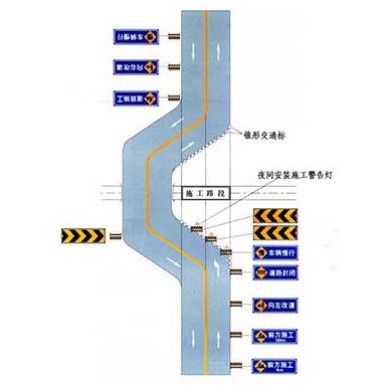 车辆慢行
向右改道
道路施工
锥形交通标
夜间安装施工警告灯
施工路段
车辆慢行
道路封闭
向左改道
前方施工
前方施工